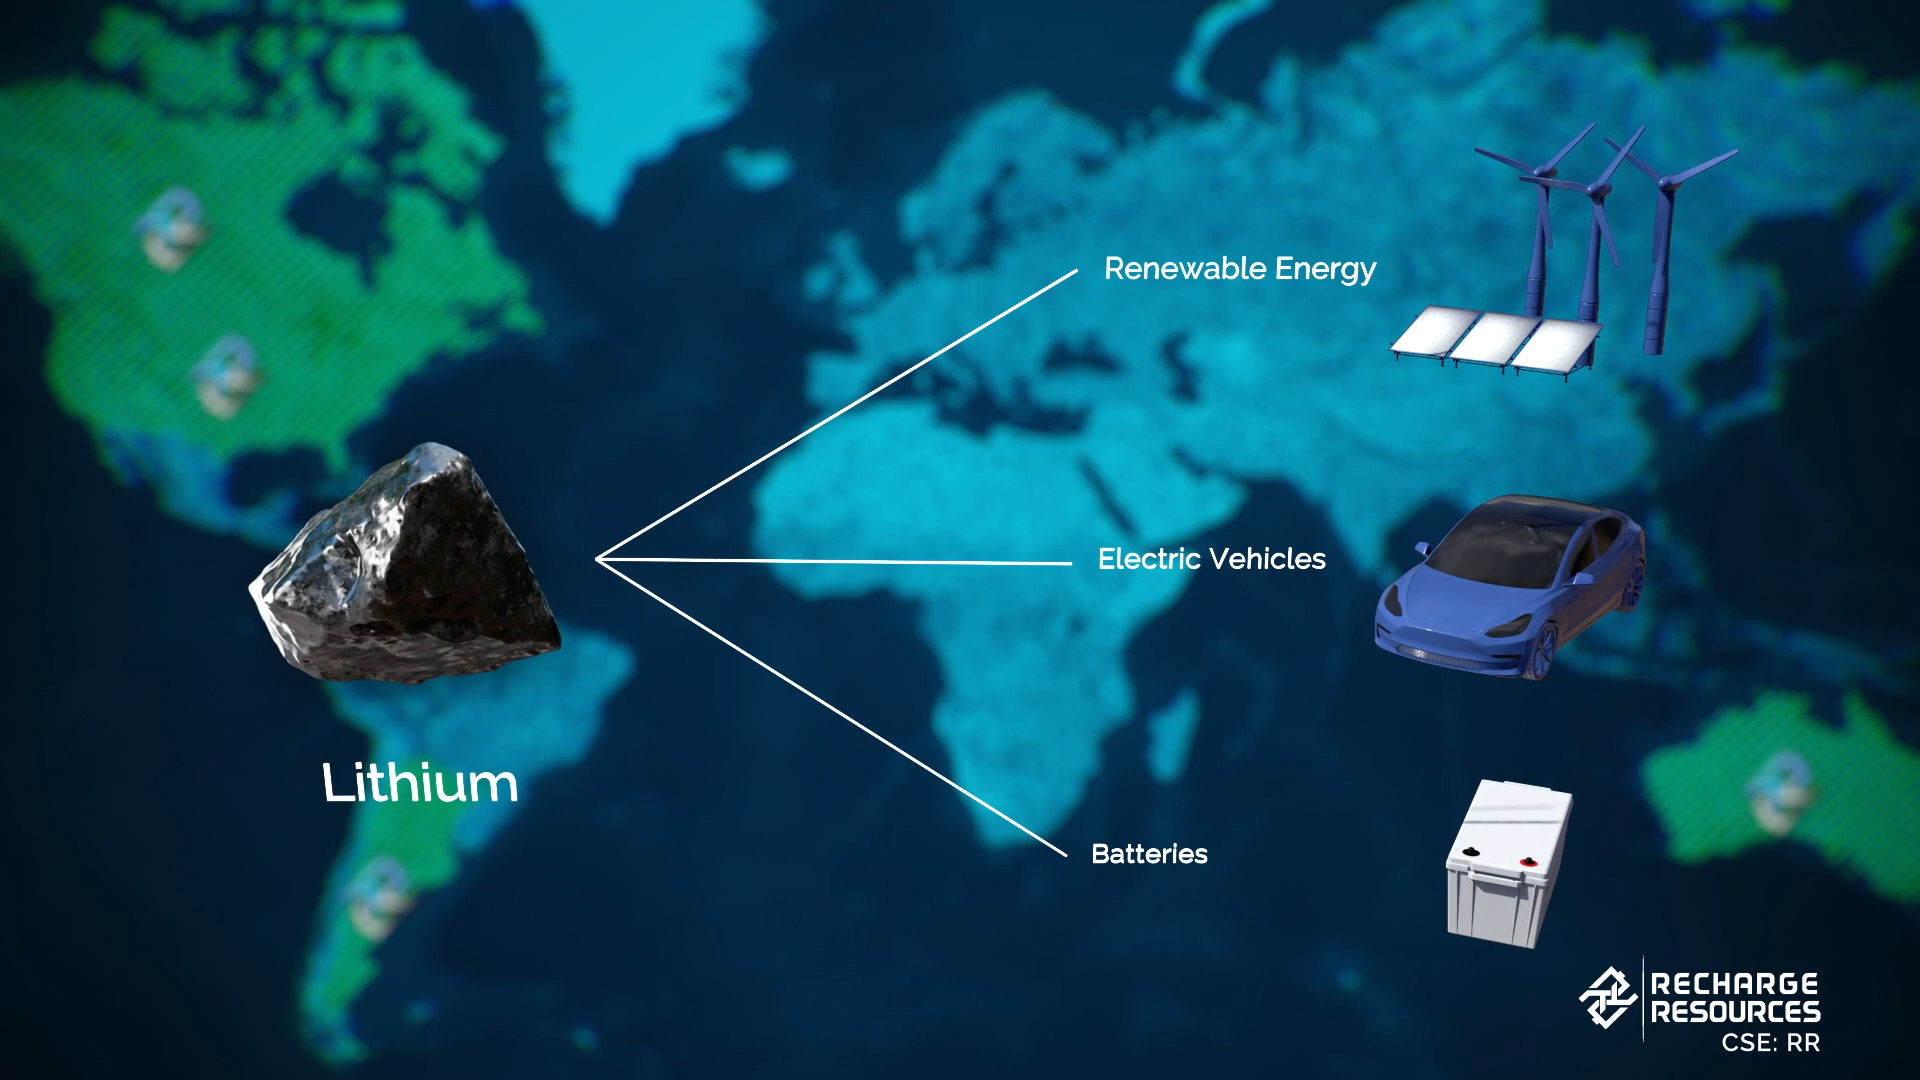 Renewable Energy
Electric Vehicles
Lithium
Batteries
RECHARGE
RESOURCES
CSE: RR